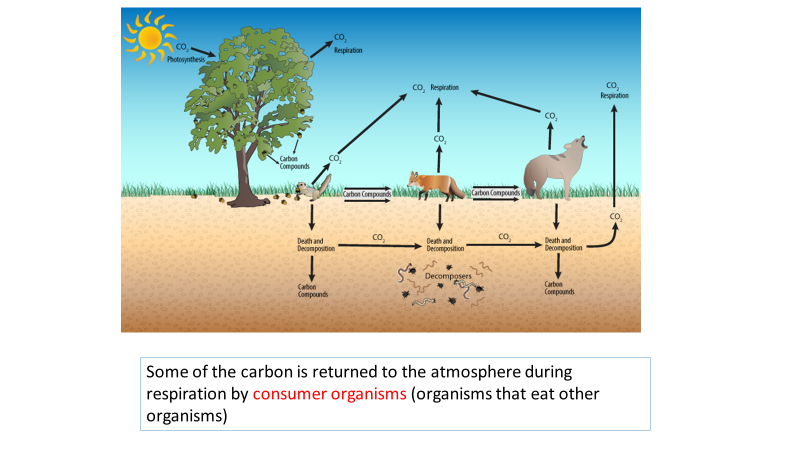 CO2
Photosynthesis
CO2
Respiration
Carbon
Compounds
CO2
CO2 Respiration
CO2
CO2
CO2
Respiration
Carbon Compounds
Carbon Compounds
CO2
Death and
Decomposition
CO2
Death and
Decomposition
CO2
Death and
Decomposition
Carbon
Compounds
Decomposers
Carbon
Compounds
Some of the carbon is returned to the atmosphere during
respiration by consumer organisms (organisms that eat other
organisms)